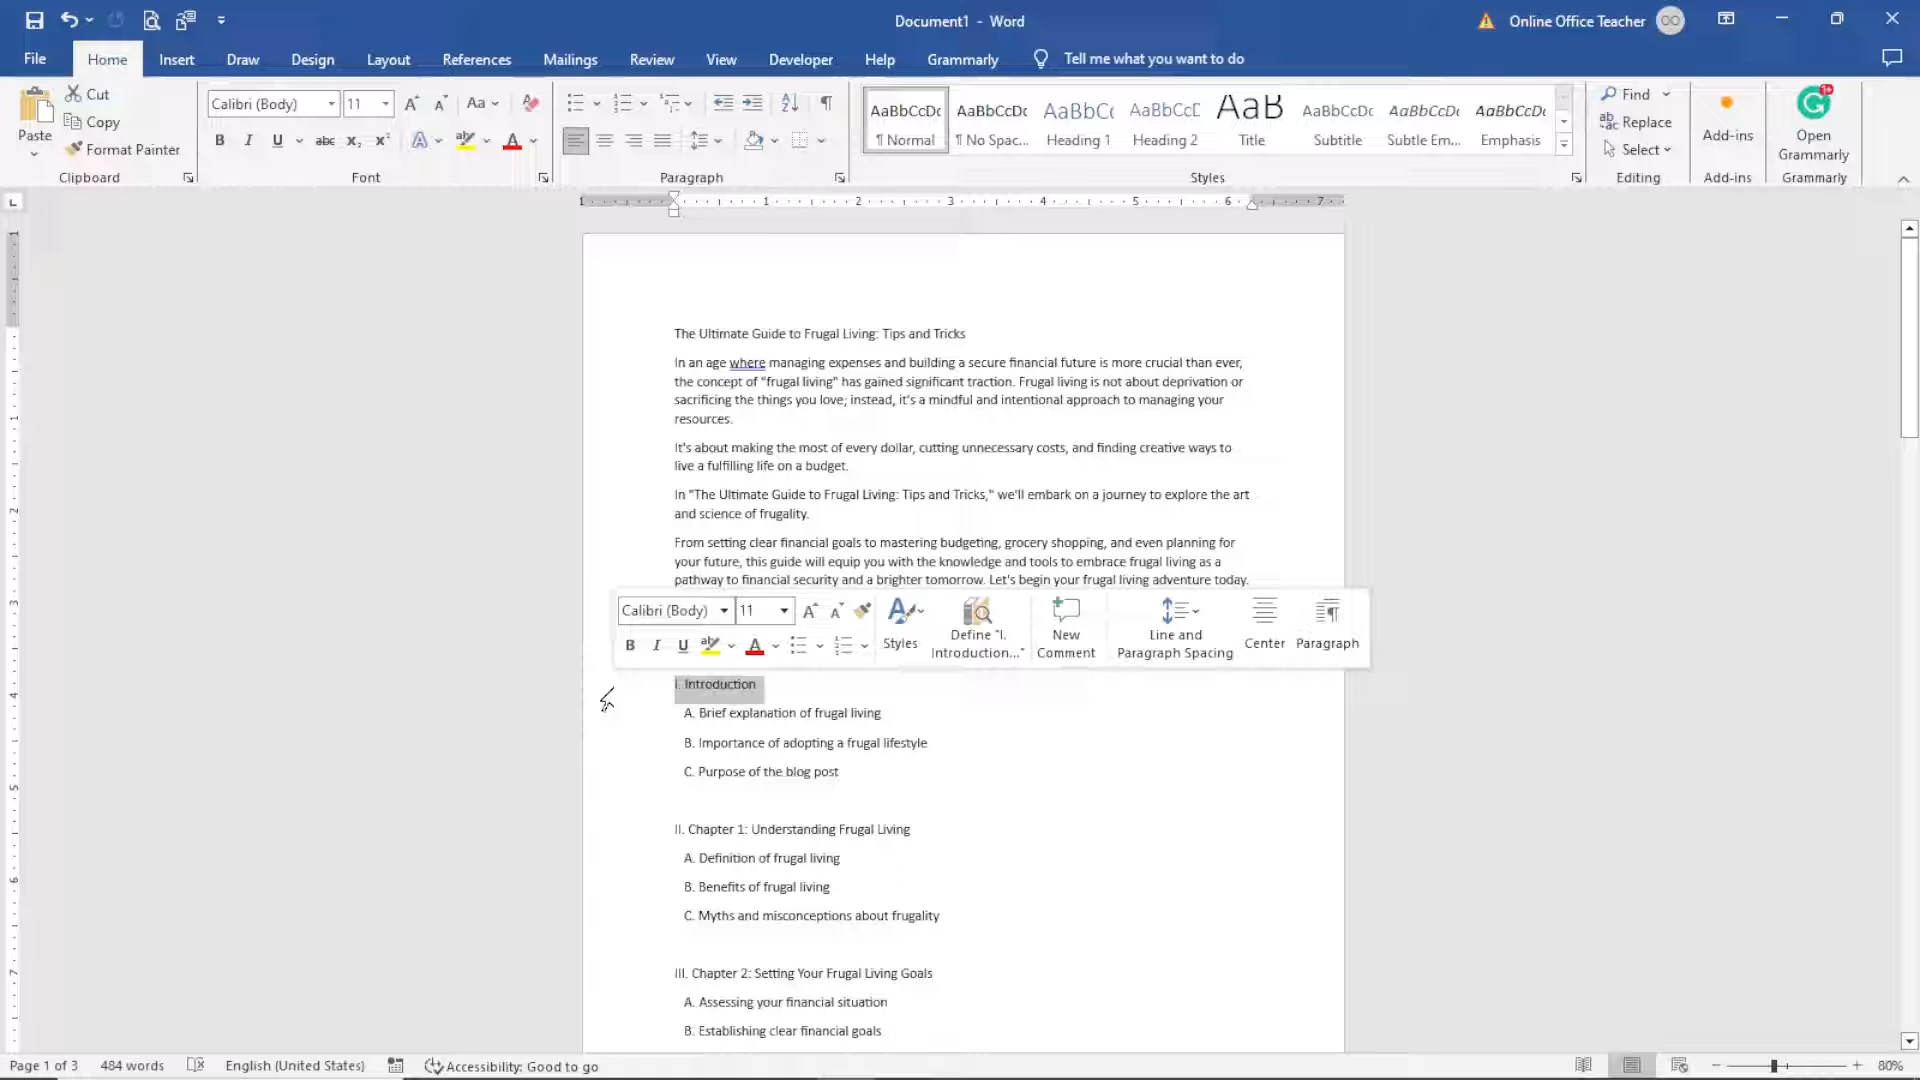 Document1 - Word
Online Office Teacher
OO
File Home Insert Draw Design Layout References Mailings Review View Developer Help Grammarly Tell me what you want to do
Paste
Cut
Copy
Format Painter
Clipboard
Calibri (Body) 11 Aa
B I U abc x₂ x² A A
Font
Paragraph
AaBbCcDc AaBbCcDc AaBbCc AaBbCcD AaB AaBbCcDc AaBbCcDc AaBbCcDc
¶ Normal ¶ No Spac... Heading 1 Heading 2 Title Subtitle Subtle Em... Emphasis
Styles
Find
Replace
Select
Editing
Add-ins
Add-ins
Open
Grammarly
Grammarly
1 1 2 3 4 5 6 7
The Ultimate Guide to Frugal Living: Tips and Tricks
In an age where managing expenses and building a secure financial future is more crucial than ever,
the concept of "frugal living" has gained significant traction. Frugal living is not about deprivation or
sacrificing the things you love; instead, it's a mindful and intentional approach to managing your
resources.
It's about making the most of every dollar, cutting unnecessary costs, and finding creative ways to
live a fulfilling life on a budget.
In "The Ultimate Guide to Frugal Living: Tips and Tricks," we'll embark on a journey to explore the art
and science of frugality.
From setting clear financial goals to mastering budgeting, grocery shopping, and even planning for
your future, this guide will equip you with the knowledge and tools to embrace frugal living as a
pathway to financial security and a brighter tomorrow. Let's begin your frugal living adventure today.
Calibri (Body) 11
B I U A
Styles
Define "I.
Introduction..."
New
Comment
Line and
Paragraph Spacing
Center
Paragraph
I. Introduction
A. Brief explanation of frugal living
B. Importance of adopting a frugal lifestyle
C. Purpose of the blog post
II. Chapter 1: Understanding Frugal Living
A. Definition of frugal living
B. Benefits of frugal living
C. Myths and misconceptions about frugality
III. Chapter 2: Setting Your Frugal Living Goals
A. Assessing your financial situation
B. Establishing clear financial goals
Page 1 of 3 484 words English (United States) Accessibility: Good to go 80%